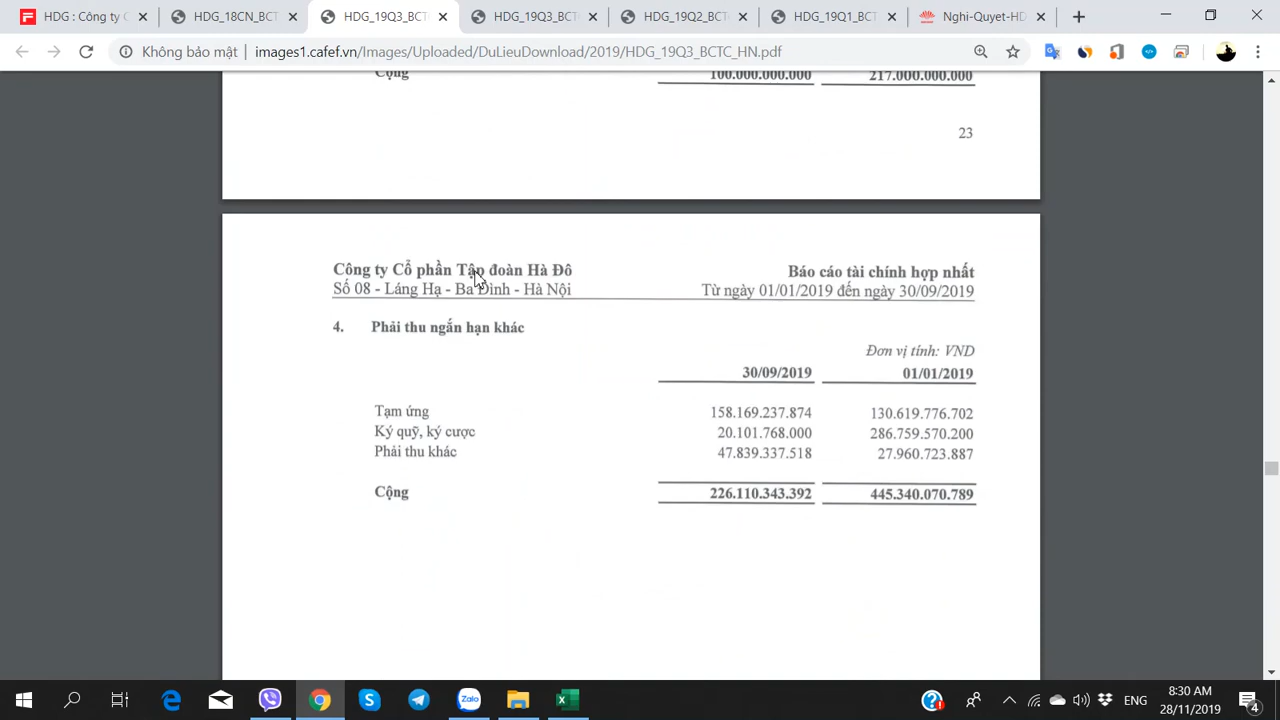 HDG : Công ty C
HDG_18CN_BCT
HDG_19Q3_BCTC
HDG_19Q3_BCTC
HDG_19Q2_BCT
HDG_19Q1_BCTC
Nghi-Quyet-HD
Không bảo mật
images1.cafef.vn/Images/Uploaded/DuLieuDownload/2019/HDG_19Q3_BCTC_HN.pdf
Cộng 100.000.000.000 217.000.000.000
23
Công ty Cổ phần Tập đoàn Hà Đô Báo cáo tài chính hợp nhất
Số 08 - Láng Hạ - Ba Đình - Hà Nội Từ ngày 01/01/2019 đến ngày 30/09/2019
4. Phải thu ngắn hạn khác
Đơn vị tính: VND
30/09/2019 01/01/2019
Tạm ứng 158.169.237.874 130.619.776.702
Ký quỹ, ký cược 20.101.768.000 286.759.570.200
Phải thu khác 47.839.337.518 27.960.723.887
Cộng 226.110.343.392 445.340.070.789
Zalo
ENG
8:30 AM
28/11/2019
4